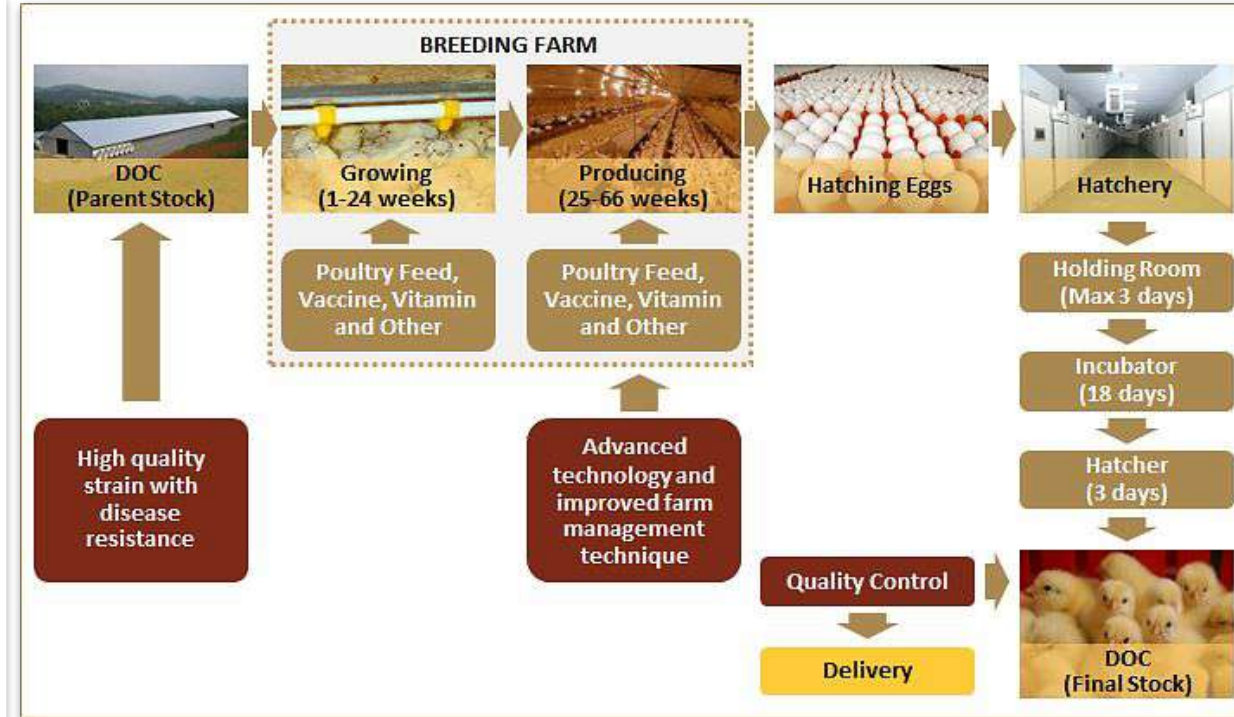 BREEDING FARM
DOC
(Parent Stock)
Growing
(1-24 weeks)
Producing
(25-66 weeks)
Hatching Eggs
Hatchery
Poultry Feed,
Vaccine, Vitamin
and Other
Poultry Feed,
Vaccine, Vitamin
and Other
Holding Room
(Max 3 days)
Incubator
(18 days)
Hatcher
(3 days)
High quality
strain with
disease
resistance
Advanced
technology and
improved farm
management
technique
Quality Control
Delivery
DOC
(Final Stock)